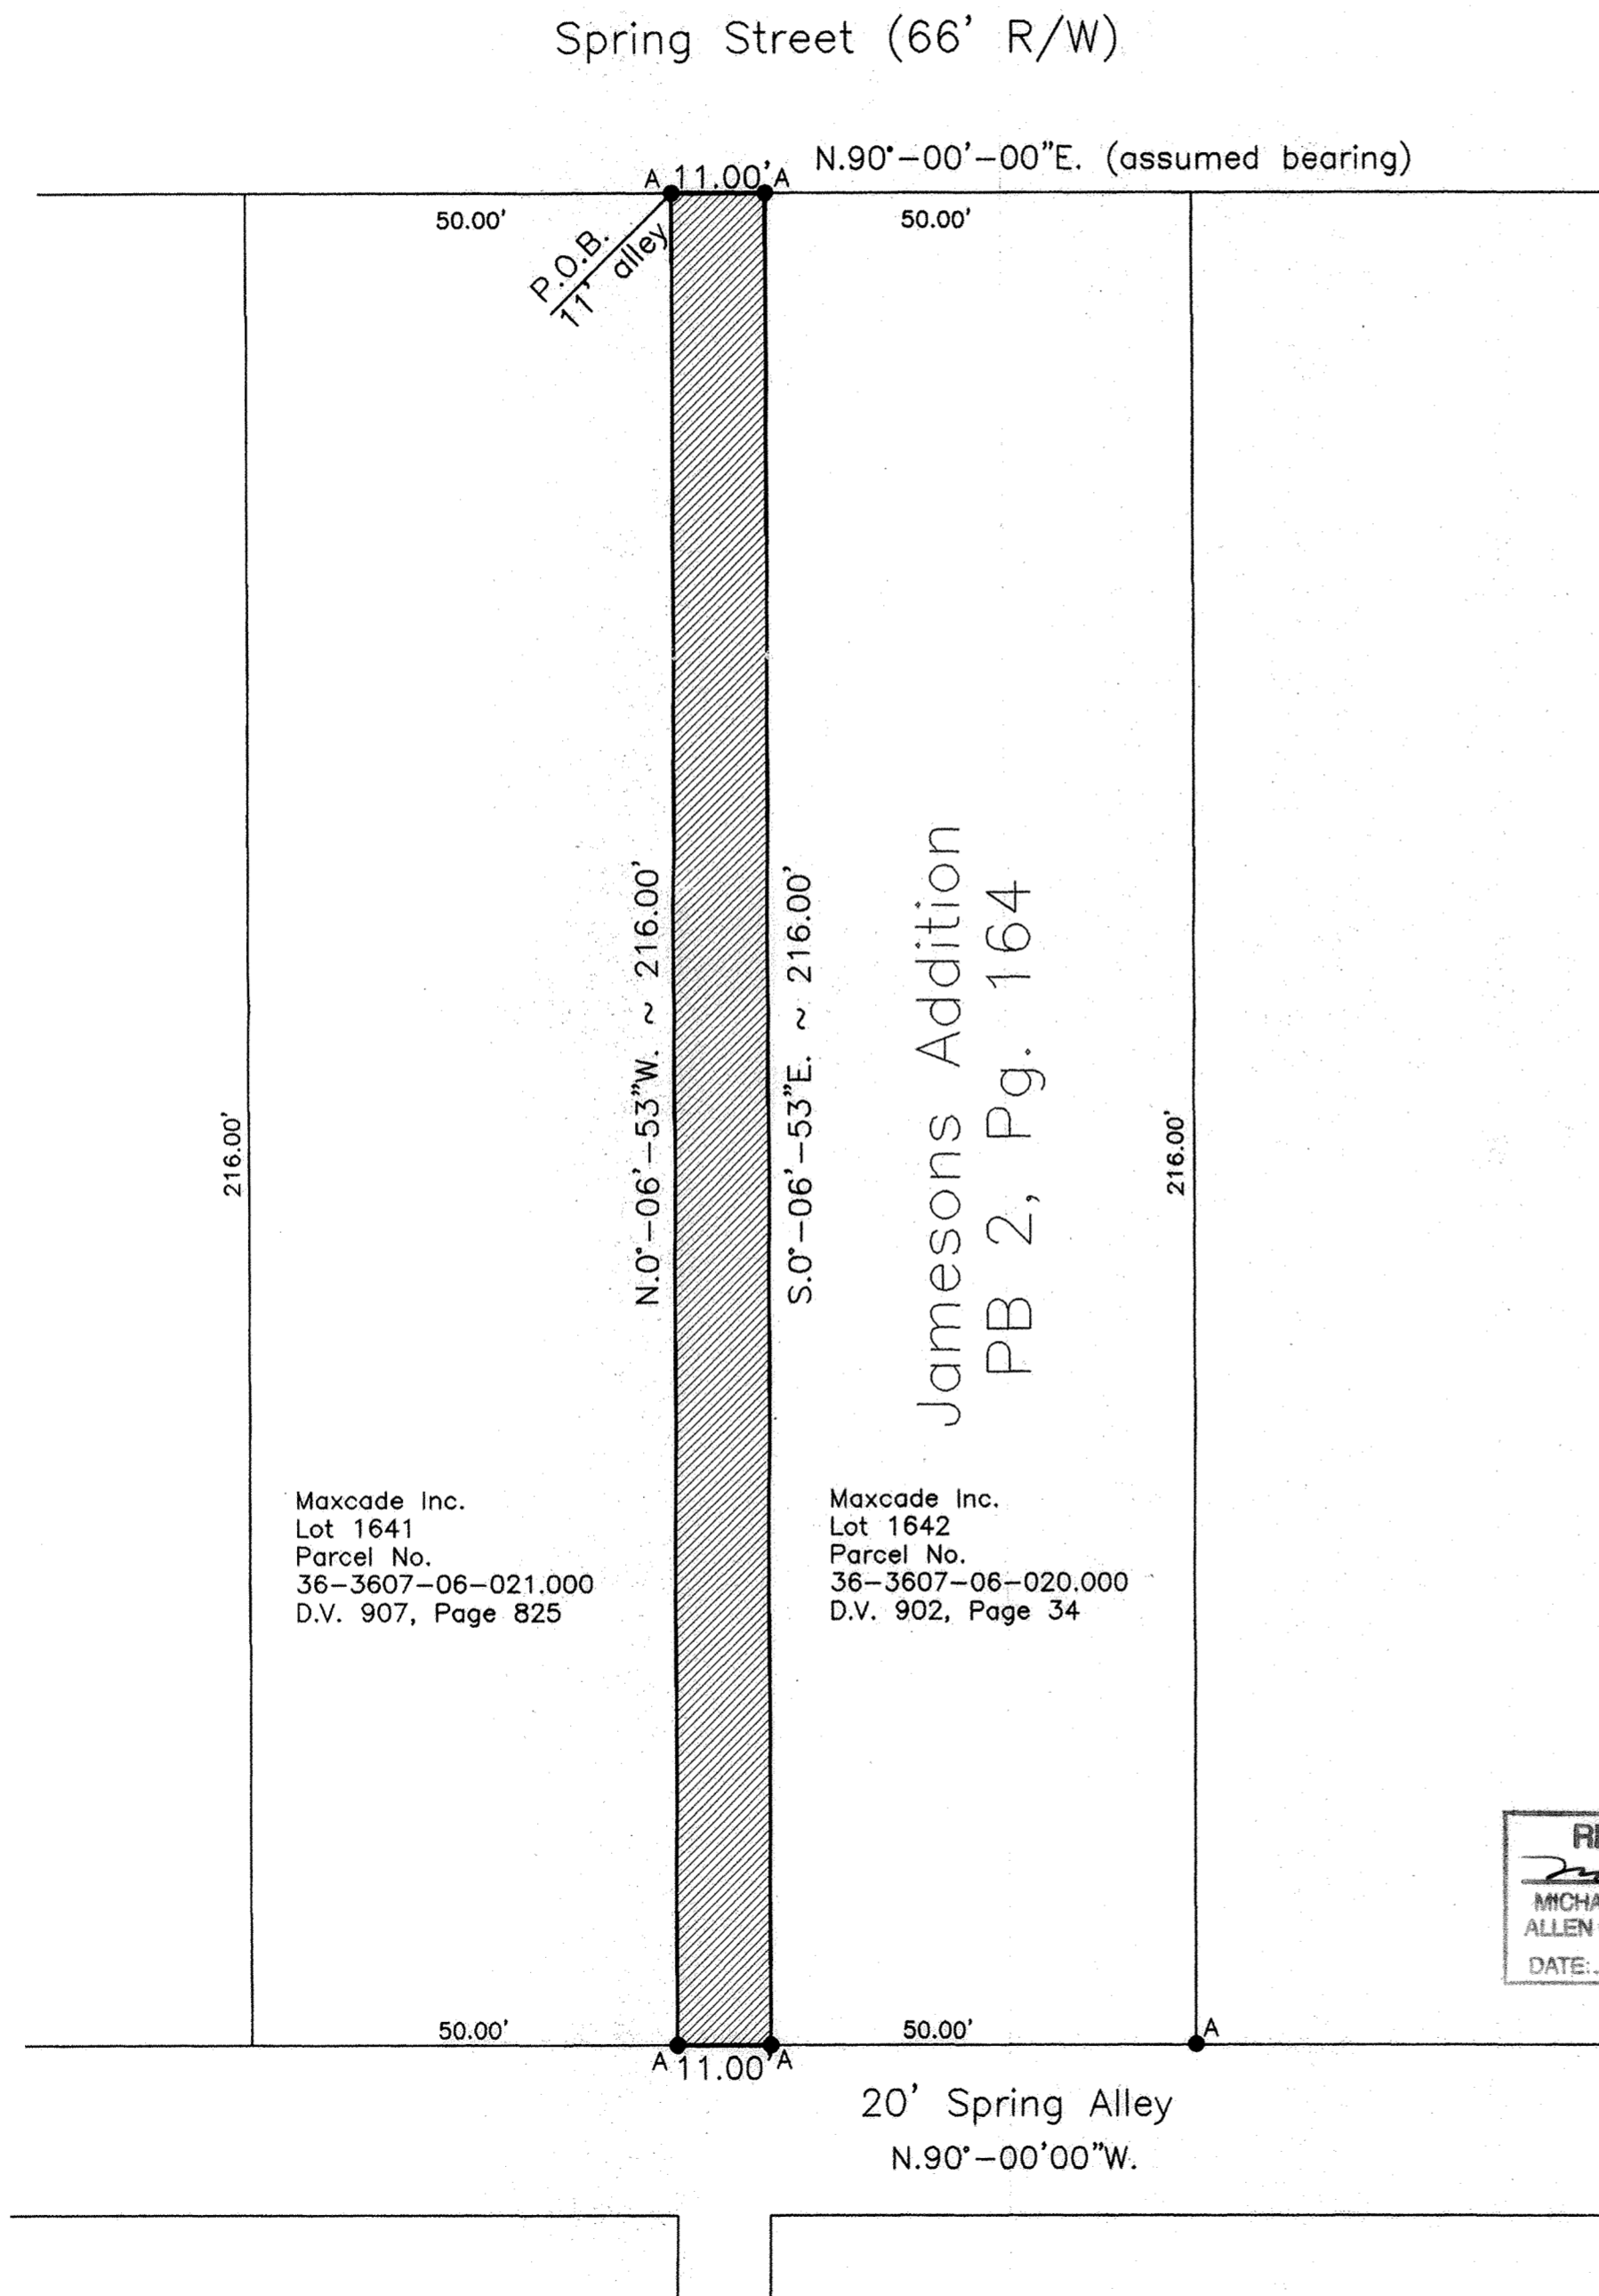 Spring Street (66' R/W)
N.90°-00'-00"E. (assumed bearing)
A 11.00' A
50.00'
50.00'
P.O.B.
11' alley
N.0°-06'-53"W. ~ 216.00'
S.0°-06'-53"E. ~ 216.00'
Jamesons Addition
PB 2, Pg. 164
216.00'
216.00'
Maxcade Inc.
Lot 1641
Parcel No.
36-3607-06-021.000
D.V. 907, Page 825
Maxcade Inc.
Lot 1642
Parcel No.
36-3607-06-020.000
D.V. 902, Page 34
MICHA
ALLEN
DATE:
50.00'
50.00'
A
A 11.00' A
20' Spring Alley
N.90°-00'00"W.